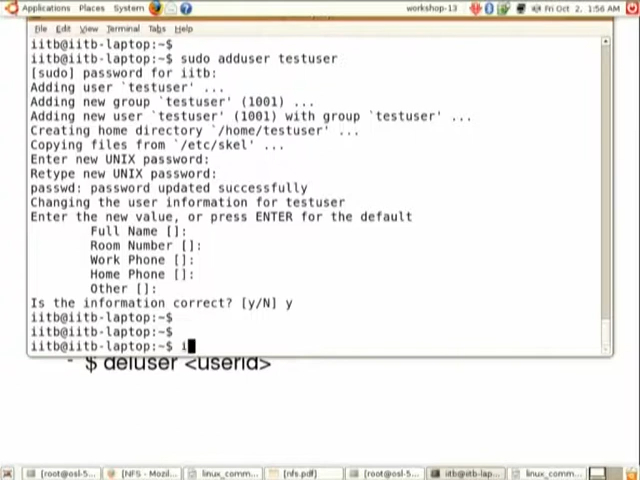 Applications Places System workshop-13 Fri Oct 2, 1:56 AM
File Edit View Terminal Tabs Help
iitb@iitb-laptop:~$
iitb@iitb-laptop:~$ sudo adduser testuser
[sudo] password for iitb:
Adding user `testuser' ...
Adding new group `testuser' (1001) ...
Adding new user `testuser' (1001) with group `testuser' ...
Creating home directory `/home/testuser' ...
Copying files from `/etc/skel' ...
Enter new UNIX password:
Retype new UNIX password:
passwd: password updated successfully
Changing the user information for testuser
Enter the new value, or press ENTER for the default
Full Name []:
Room Number []:
Work Phone []:
Home Phone []:
Other []:
Is the information correct? [y/N] y
iitb@iitb-laptop:~$
iitb@iitb-laptop:~$
iitb@iitb-laptop:~$ i
- $ deluser <userid>
[root@osl-5... [NFS - Mozil... linux_comm... [nfs.pdf] [root@osl-5... iitb@iitb-lap... linux_comm...